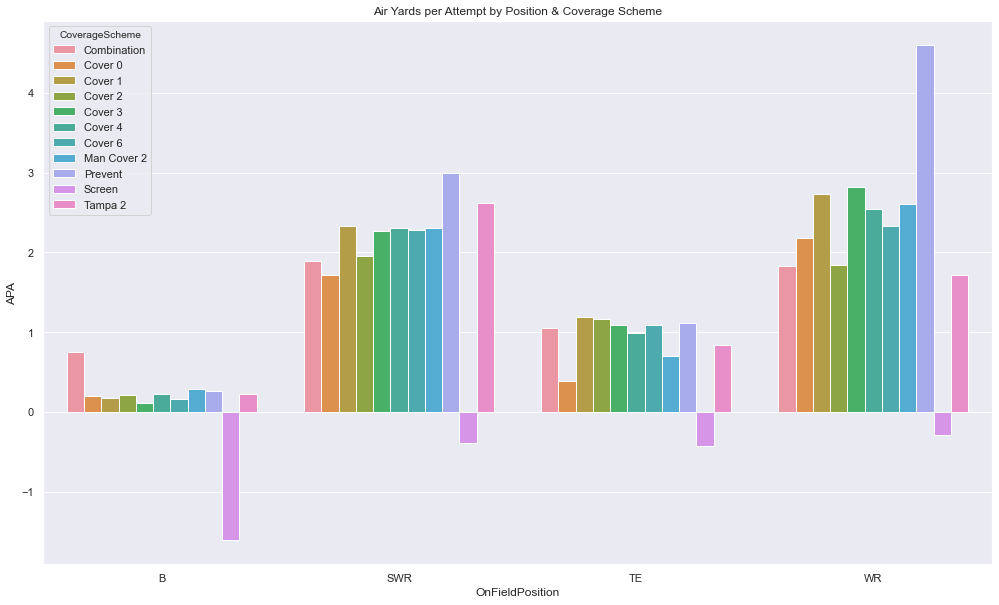 Air Yards per Attempt by Position & Coverage Scheme
CoverageScheme
Combination
Cover 0
Cover 1
Cover 2
Cover 3
Cover 4
Cover 6
Man Cover 2
Prevent
Screen
Tampa 2
4
3
2
1
0
−1
APA
B
SWR
TE
WR
OnFieldPosition